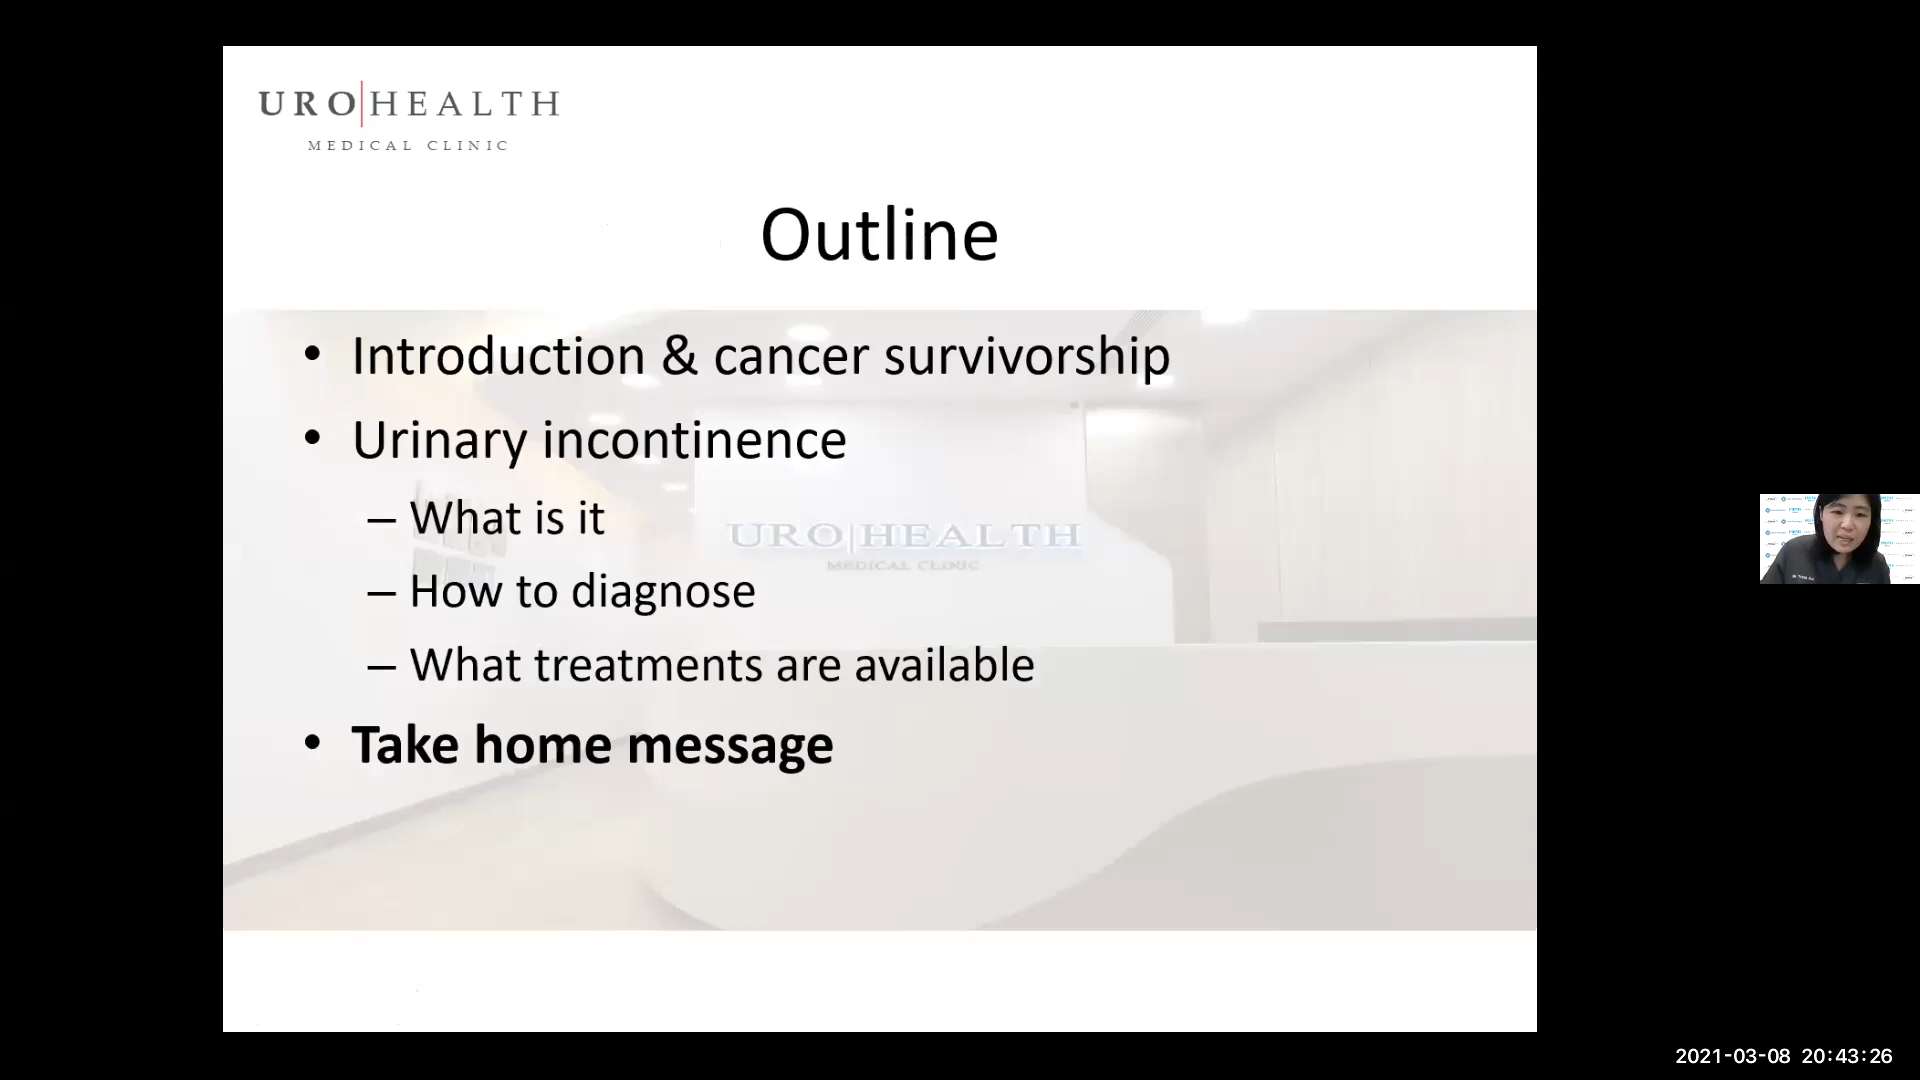 URO|HEALTH
MEDICAL CLINIC
Outline
• Introduction & cancer survivorship
• Urinary incontinence
– What is it
– How to diagnose
– What treatments are available
• Take home message
URO|HEALTH
MEDICAL CLINIC
2021-03-08 20:43:26